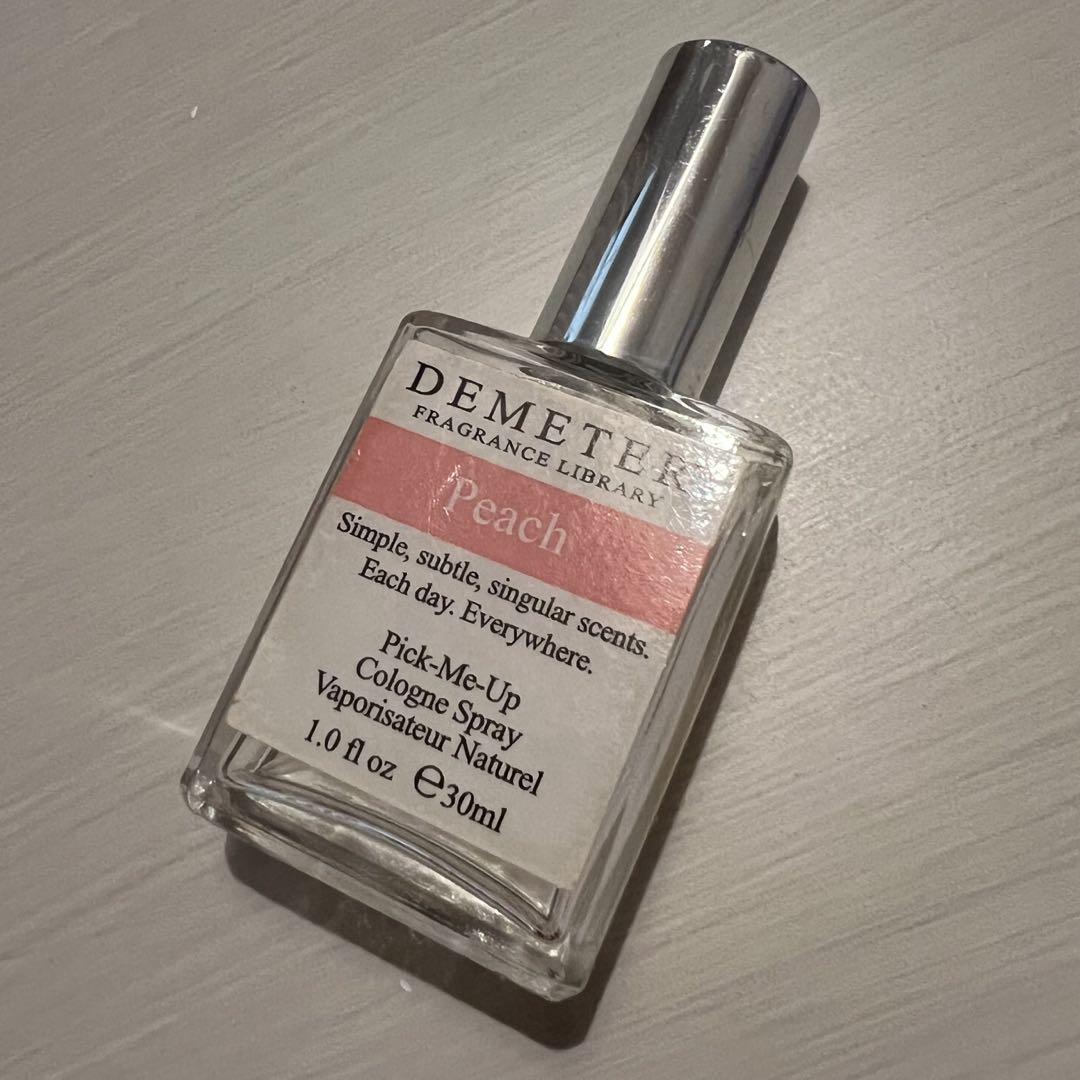 DEMETER
FRAGRANCE LIBRARY
Peach
Simple, subtle, singular scents.
Each day. Everywhere.
Pick-Me-Up
Cologne Spray
Vaporisateur Naturel
1.0 fl oz ℮30ml